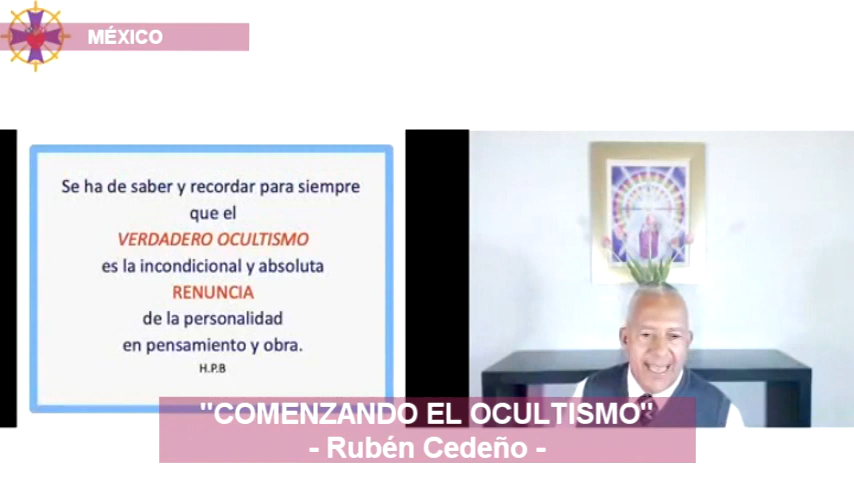 MÉXICO
Se ha de saber y recordar para siempre
que el
VERDADERO OCULTISMO
es la incondicional y absoluta
RENUNCIA
de la personalidad
en pensamiento y obra.
H.P.B
"COMENZANDO EL OCULTISMO"
- Rubén Cedeño -